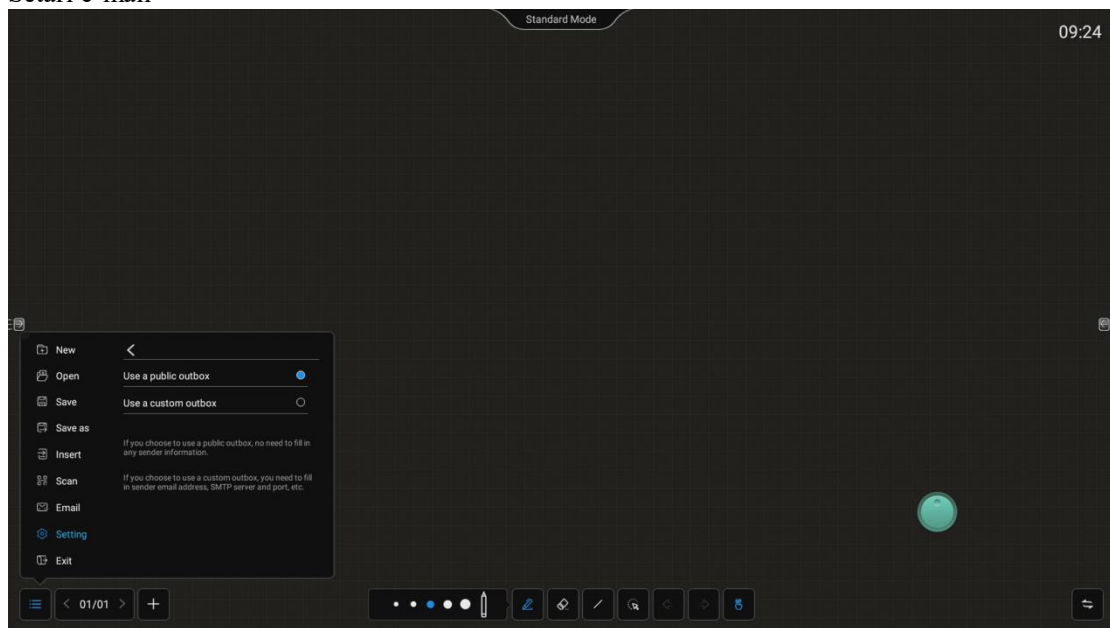 Setări e-mail
Standard Mode
09:24
New
Open
Use a public outbox
Save
Use a custom outbox
Save as
If you choose to use a public outbox, no need to fill in
any sender information.
Insert
Scan
If you choose to use a custom outbox, you need to fill
in sender email address, SMTP server and port, etc.
Email
Setting
Exit
01/01